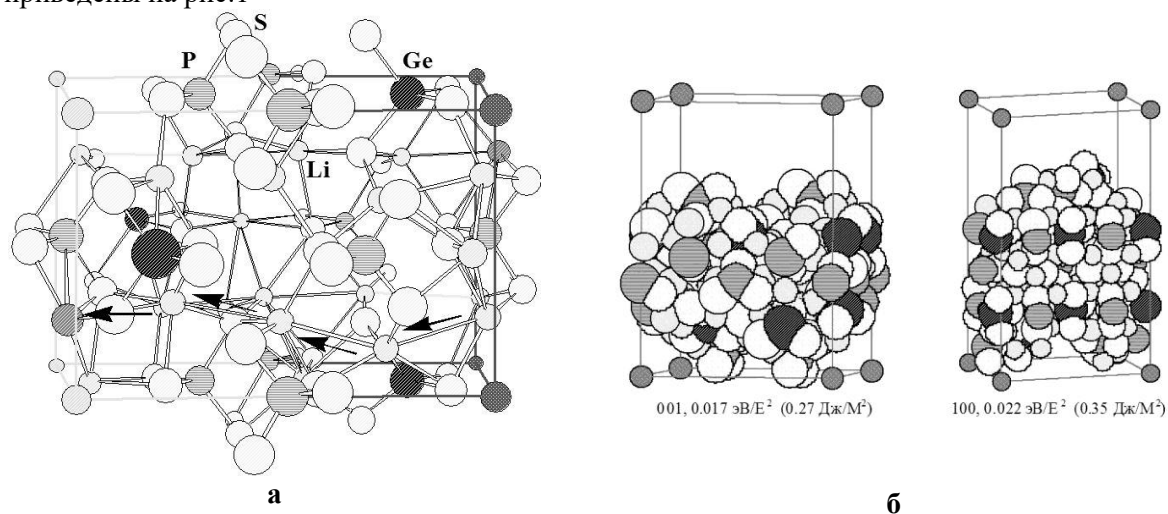 приведены на рис.1
S
P
Ge
Li
001, 0.017 эВ/Е² (0.27 Дж/М²)
100, 0.022 эВ/Е² (0.35 Дж/М²)
а
б